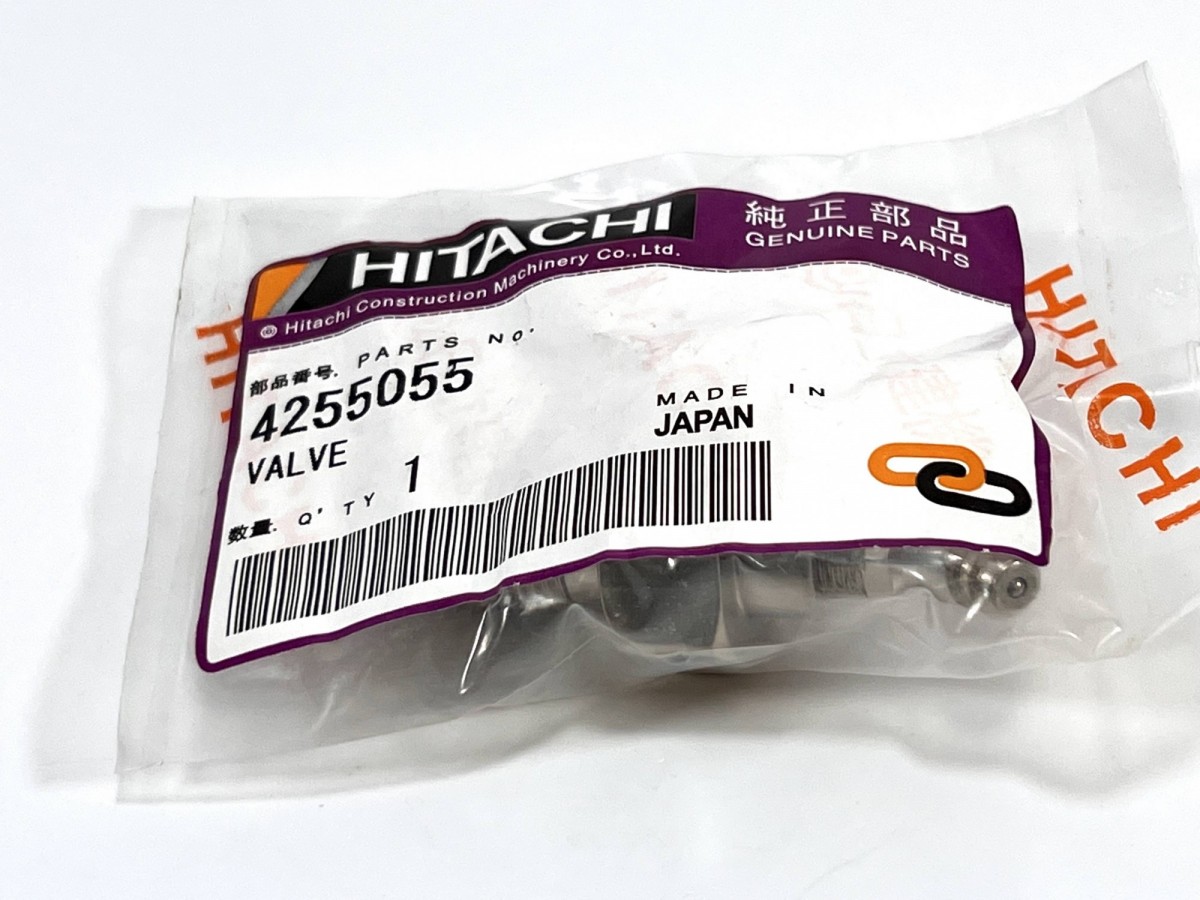 HITACHI
Hitachi Construction Machinery Co.,Ltd.
純正部品
GENUINE PARTS
部品番号. PARTS NO.
4255055
VALVE
数量. Q'TY 1
MADE IN
JAPAN
HITACHI